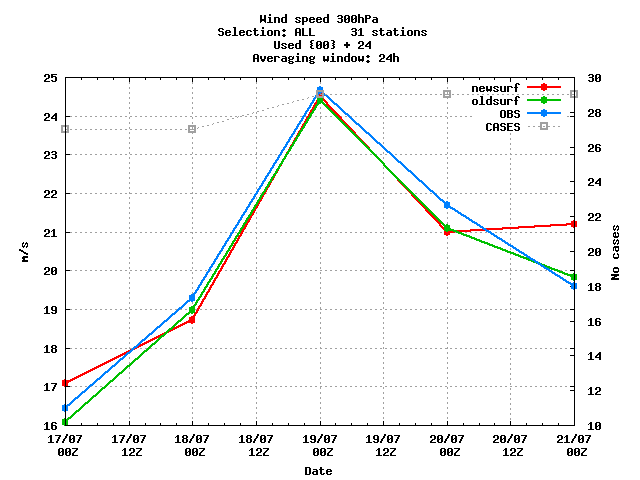 Wind speed 300hPa
Selection: ALL 31 stations
Used {00} + 24
Averaging window: 24h
newsurf
oldsurf
OBS
CASES
25
24
23
22
21
20
19
18
17
16
m/s
30
28
26
24
22
20
18
16
14
12
10
No cases
17/07 17/07 18/07 18/07 19/07 19/07 20/07 20/07 21/07
00Z 12Z 00Z 12Z 00Z 12Z 00Z 12Z 00Z
Date